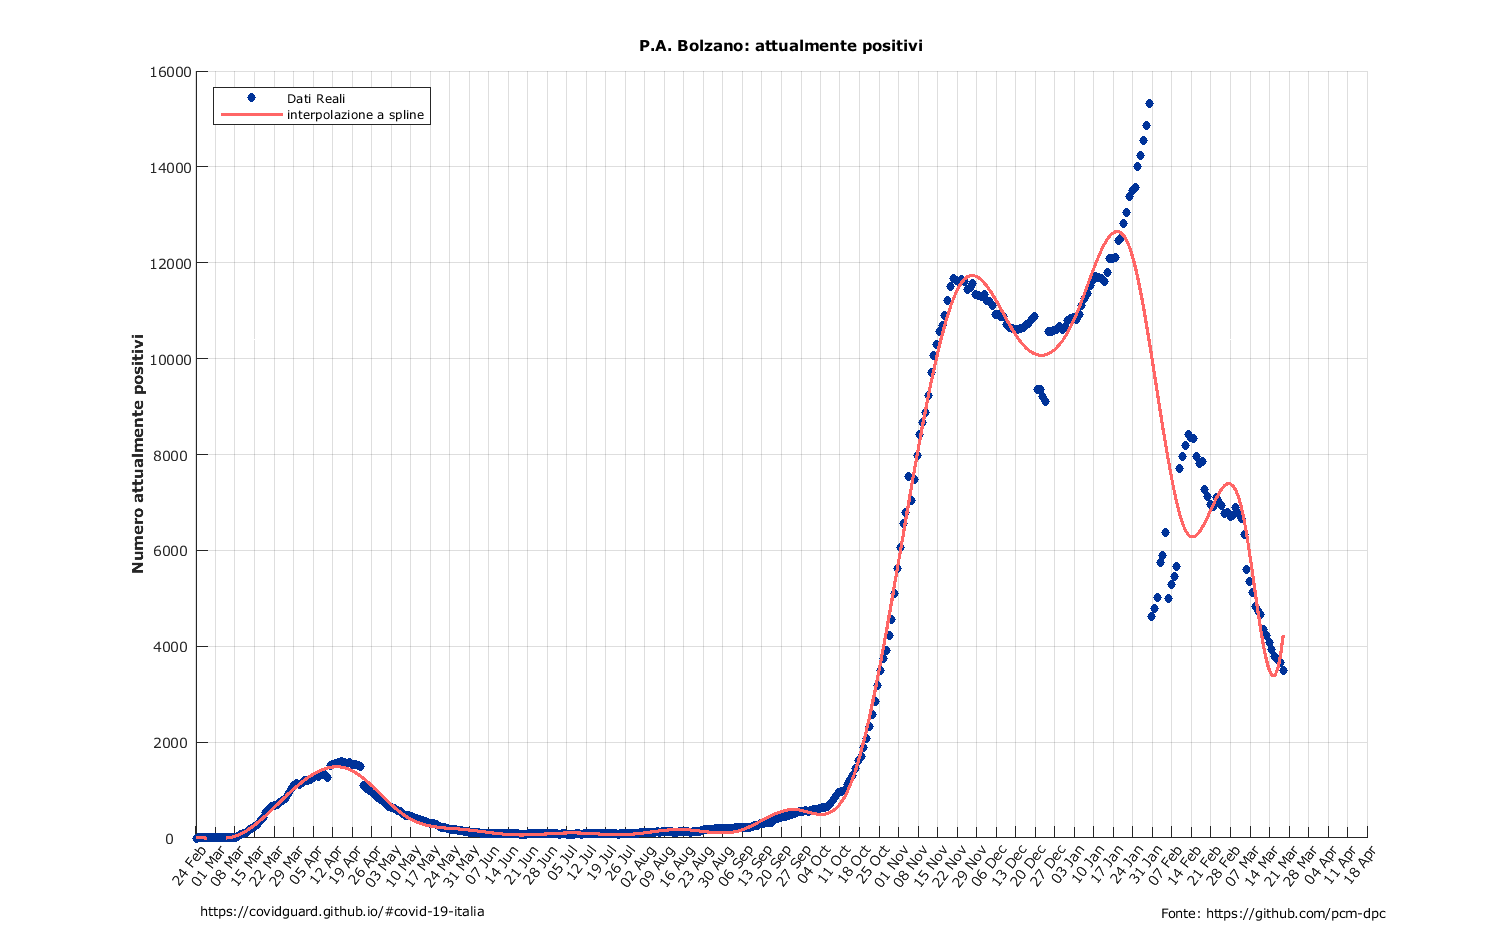 P.A. Bolzano: attualmente positivi
Dati Reali
interpolazione a spline
Numero attualmente positivi
16000
14000
12000
10000
8000
6000
4000
2000
0
24 Feb
01 Mar
08 Mar
15 Mar
22 Mar
29 Mar
05 Apr
12 Apr
19 Apr
26 Apr
03 May
10 May
17 May
24 May
31 May
07 Jun
14 Jun
21 Jun
28 Jun
05 Jul
12 Jul
19 Jul
26 Jul
02 Aug
09 Aug
16 Aug
23 Aug
30 Aug
06 Sep
13 Sep
20 Sep
27 Sep
04 Oct
11 Oct
18 Oct
25 Oct
01 Nov
08 Nov
15 Nov
22 Nov
29 Nov
06 Dec
13 Dec
20 Dec
27 Dec
03 Jan
10 Jan
17 Jan
24 Jan
31 Jan
07 Feb
14 Feb
21 Feb
28 Feb
07 Mar
14 Mar
21 Mar
28 Mar
04 Apr
11 Apr
18 Apr
https://covidguard.github.io/#covid-19-italia
Fonte: https://github.com/pcm-dpc